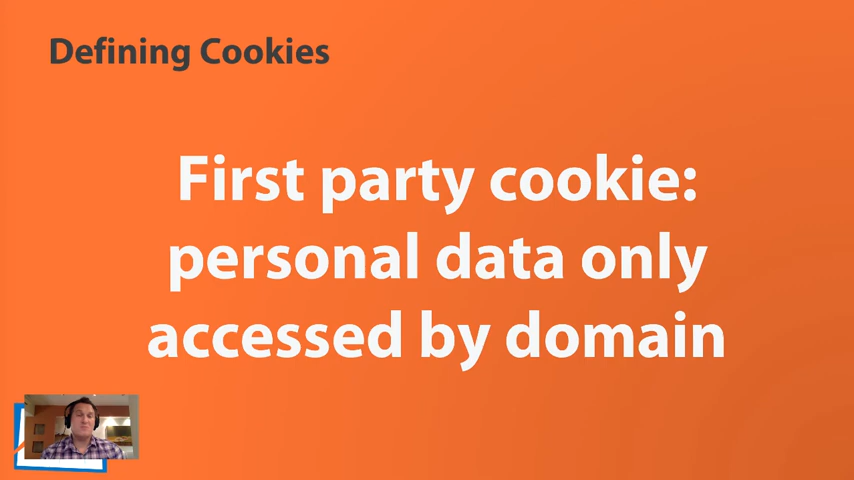 Defining Cookies
First party cookie:
personal data only
accessed by domain